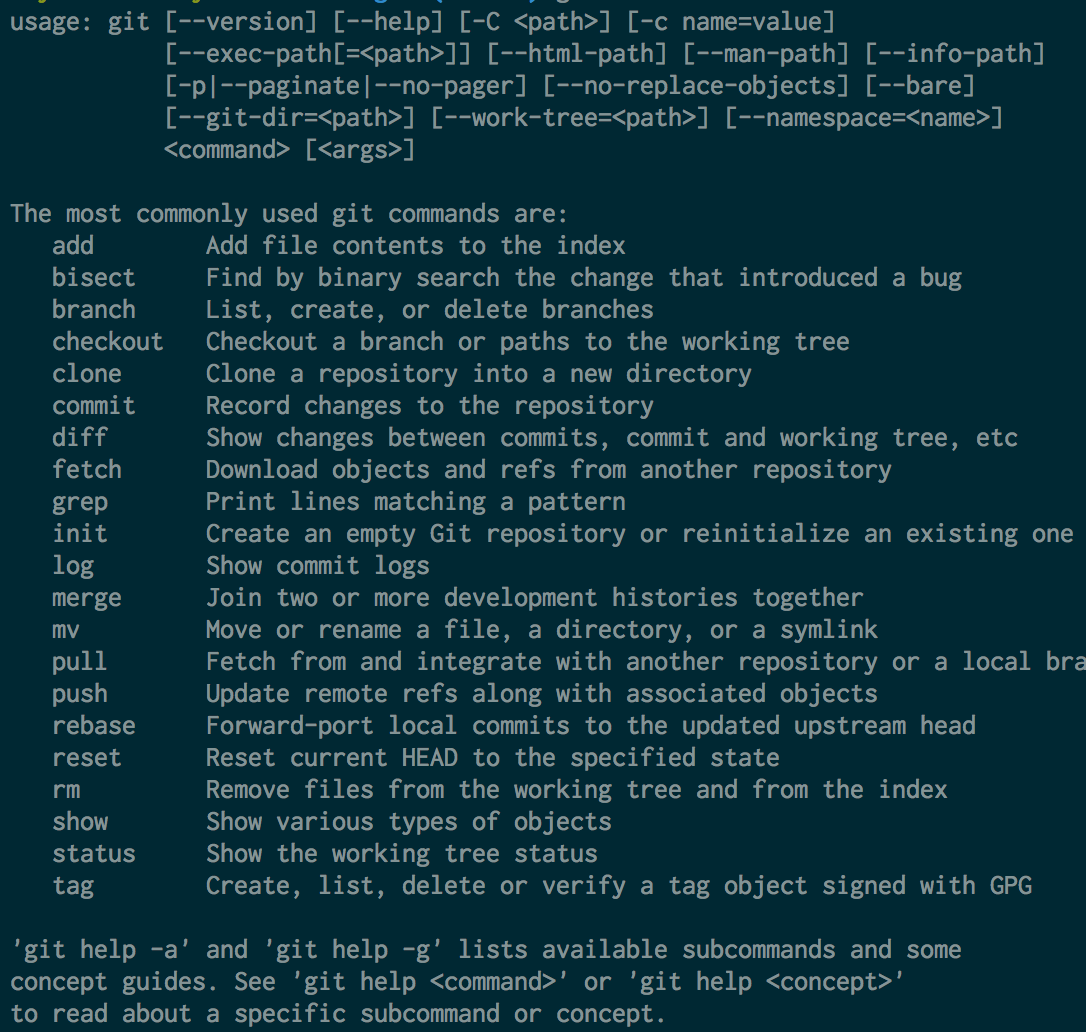 usage: git [--version] [--help] [-C <path>] [-c name=value]
           [--exec-path[=<path>]] [--html-path] [--man-path] [--info-path]
           [-p|--paginate|--no-pager] [--no-replace-objects] [--bare]
           [--git-dir=<path>] [--work-tree=<path>] [--namespace=<name>]
           <command> [<args>]

The most commonly used git commands are:
   add        Add file contents to the index
   bisect     Find by binary search the change that introduced a bug
   branch     List, create, or delete branches
   checkout   Checkout a branch or paths to the working tree
   clone      Clone a repository into a new directory
   commit     Record changes to the repository
   diff       Show changes between commits, commit and working tree, etc
   fetch      Download objects and refs from another repository
   grep       Print lines matching a pattern
   init       Create an empty Git repository or reinitialize an existing one
   log        Show commit logs
   merge      Join two or more development histories together
   mv         Move or rename a file, a directory, or a symlink
   pull       Fetch from and integrate with another repository or a local bra
   push       Update remote refs along with associated objects
   rebase     Forward-port local commits to the updated upstream head
   reset      Reset current HEAD to the specified state
   rm         Remove files from the working tree and from the index
   show       Show various types of objects
   status     Show the working tree status
   tag        Create, list, delete or verify a tag object signed with GPG

'git help -a' and 'git help -g' lists available subcommands and some
concept guides. See 'git help <command>' or 'git help <concept>'
to read about a specific subcommand or concept.